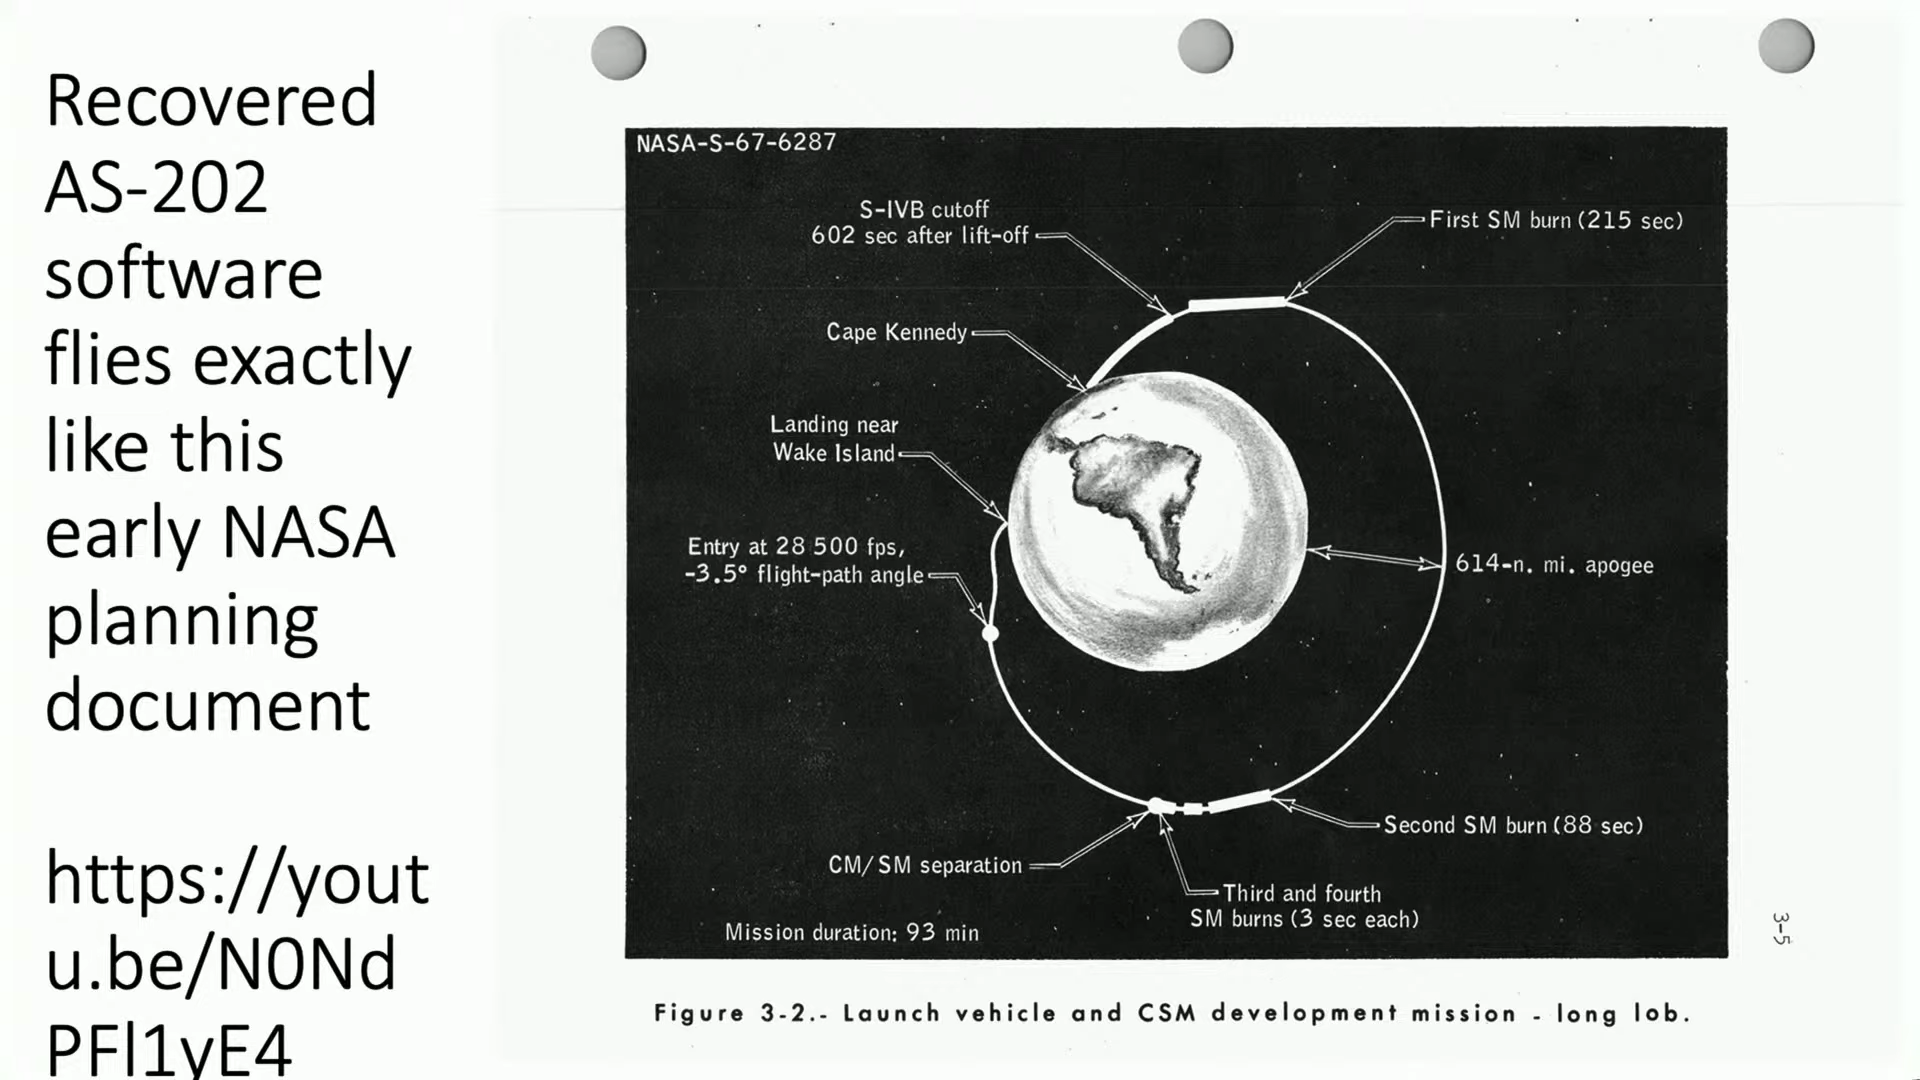 Recovered
AS-202
software
flies exactly
like this
early NASA
planning
document
https://yout
u.be/N0Nd
PFl1yE4
NASA-S-67-6287
S-IVB cutoff
602 sec after lift-off
First SM burn (215 sec)
Cape Kennedy
Landing near
Wake Island
Entry at 28 500 fps,
-3.5° flight-path angle
614-n. mi. apogee
Second SM burn (88 sec)
CM/SM separation
Third and fourth
SM burns (3 sec each)
Mission duration: 93 min
3-5
Figure 3-2.- Launch vehicle and CSM development mission - long lob.